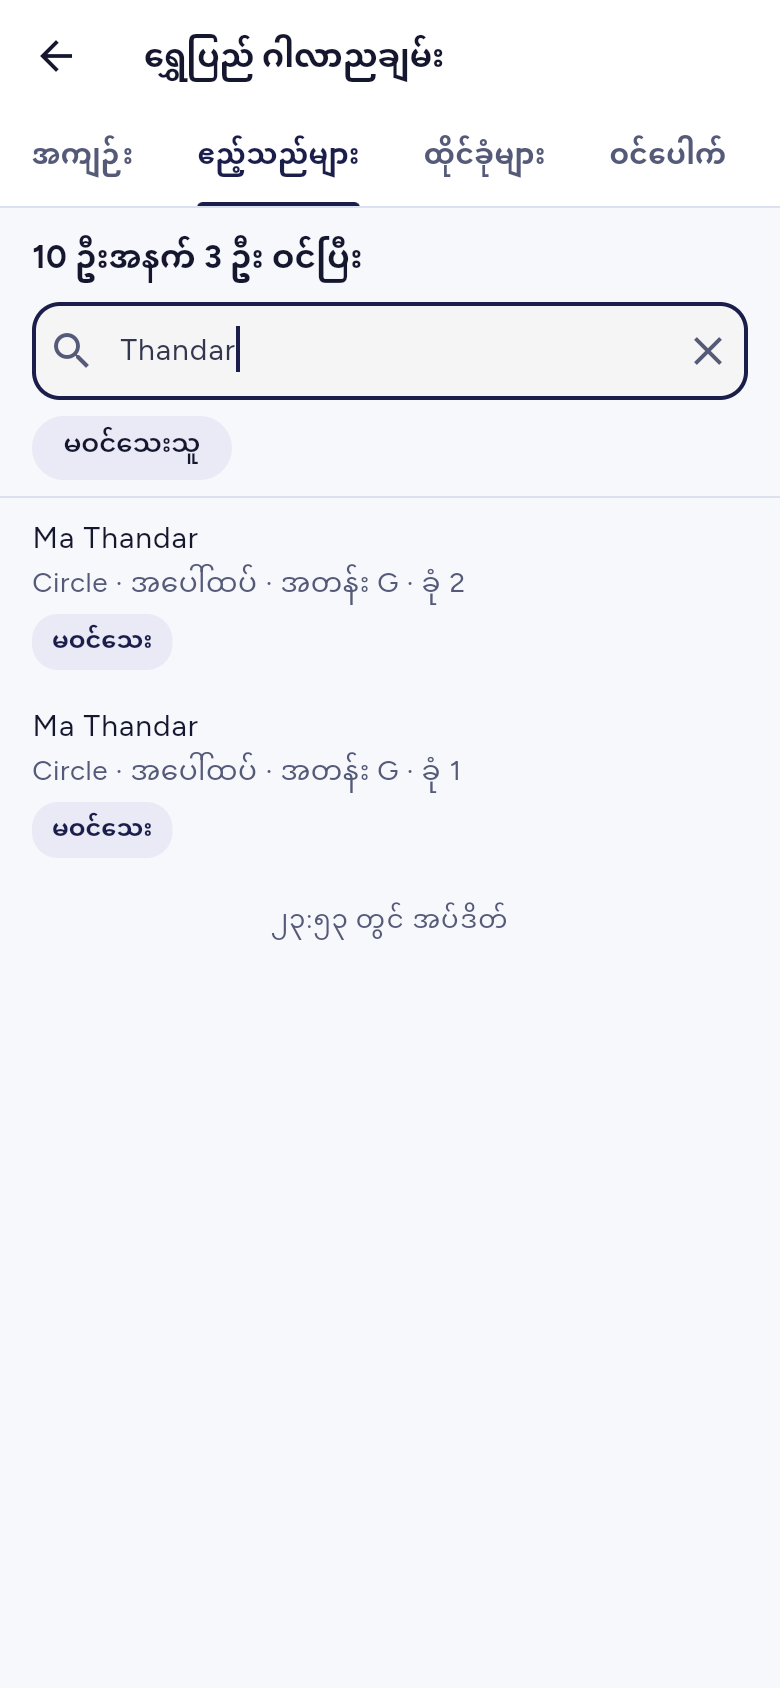 ရွှေပြည် ဂါလာညချမ်း
အကျဉ်း ဧည့်သည်များ ထိုင်ခုံများ ဝင်ပေါက်
10 ဦးအနက် 3 ဦး ဝင်ပြီး
Thandar
မဝင်သေးသူ
Ma Thandar
Circle · အပေါ်ထပ် · အတန်း G · ခုံ 2
မဝင်သေး
Ma Thandar
Circle · အပေါ်ထပ် · အတန်း G · ခုံ 1
မဝင်သေး
၂၃:၅၃ တွင် အပ်ဒိတ်